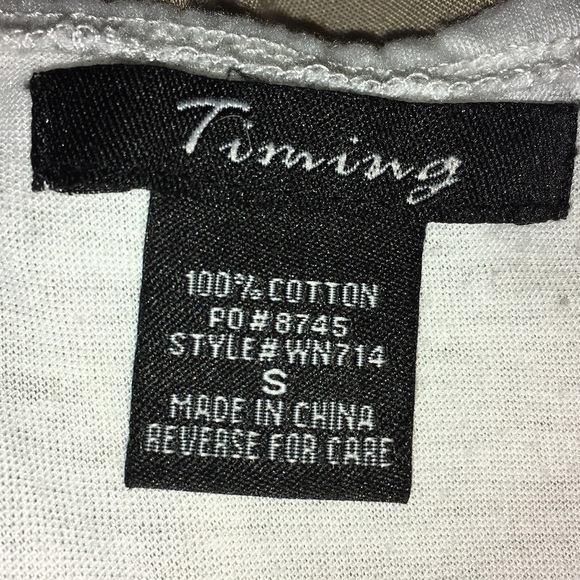 Timing
100% COTTON
PO#8745
STYLE# WN714
S
MADE IN CHINA
REVERSE FOR CARE